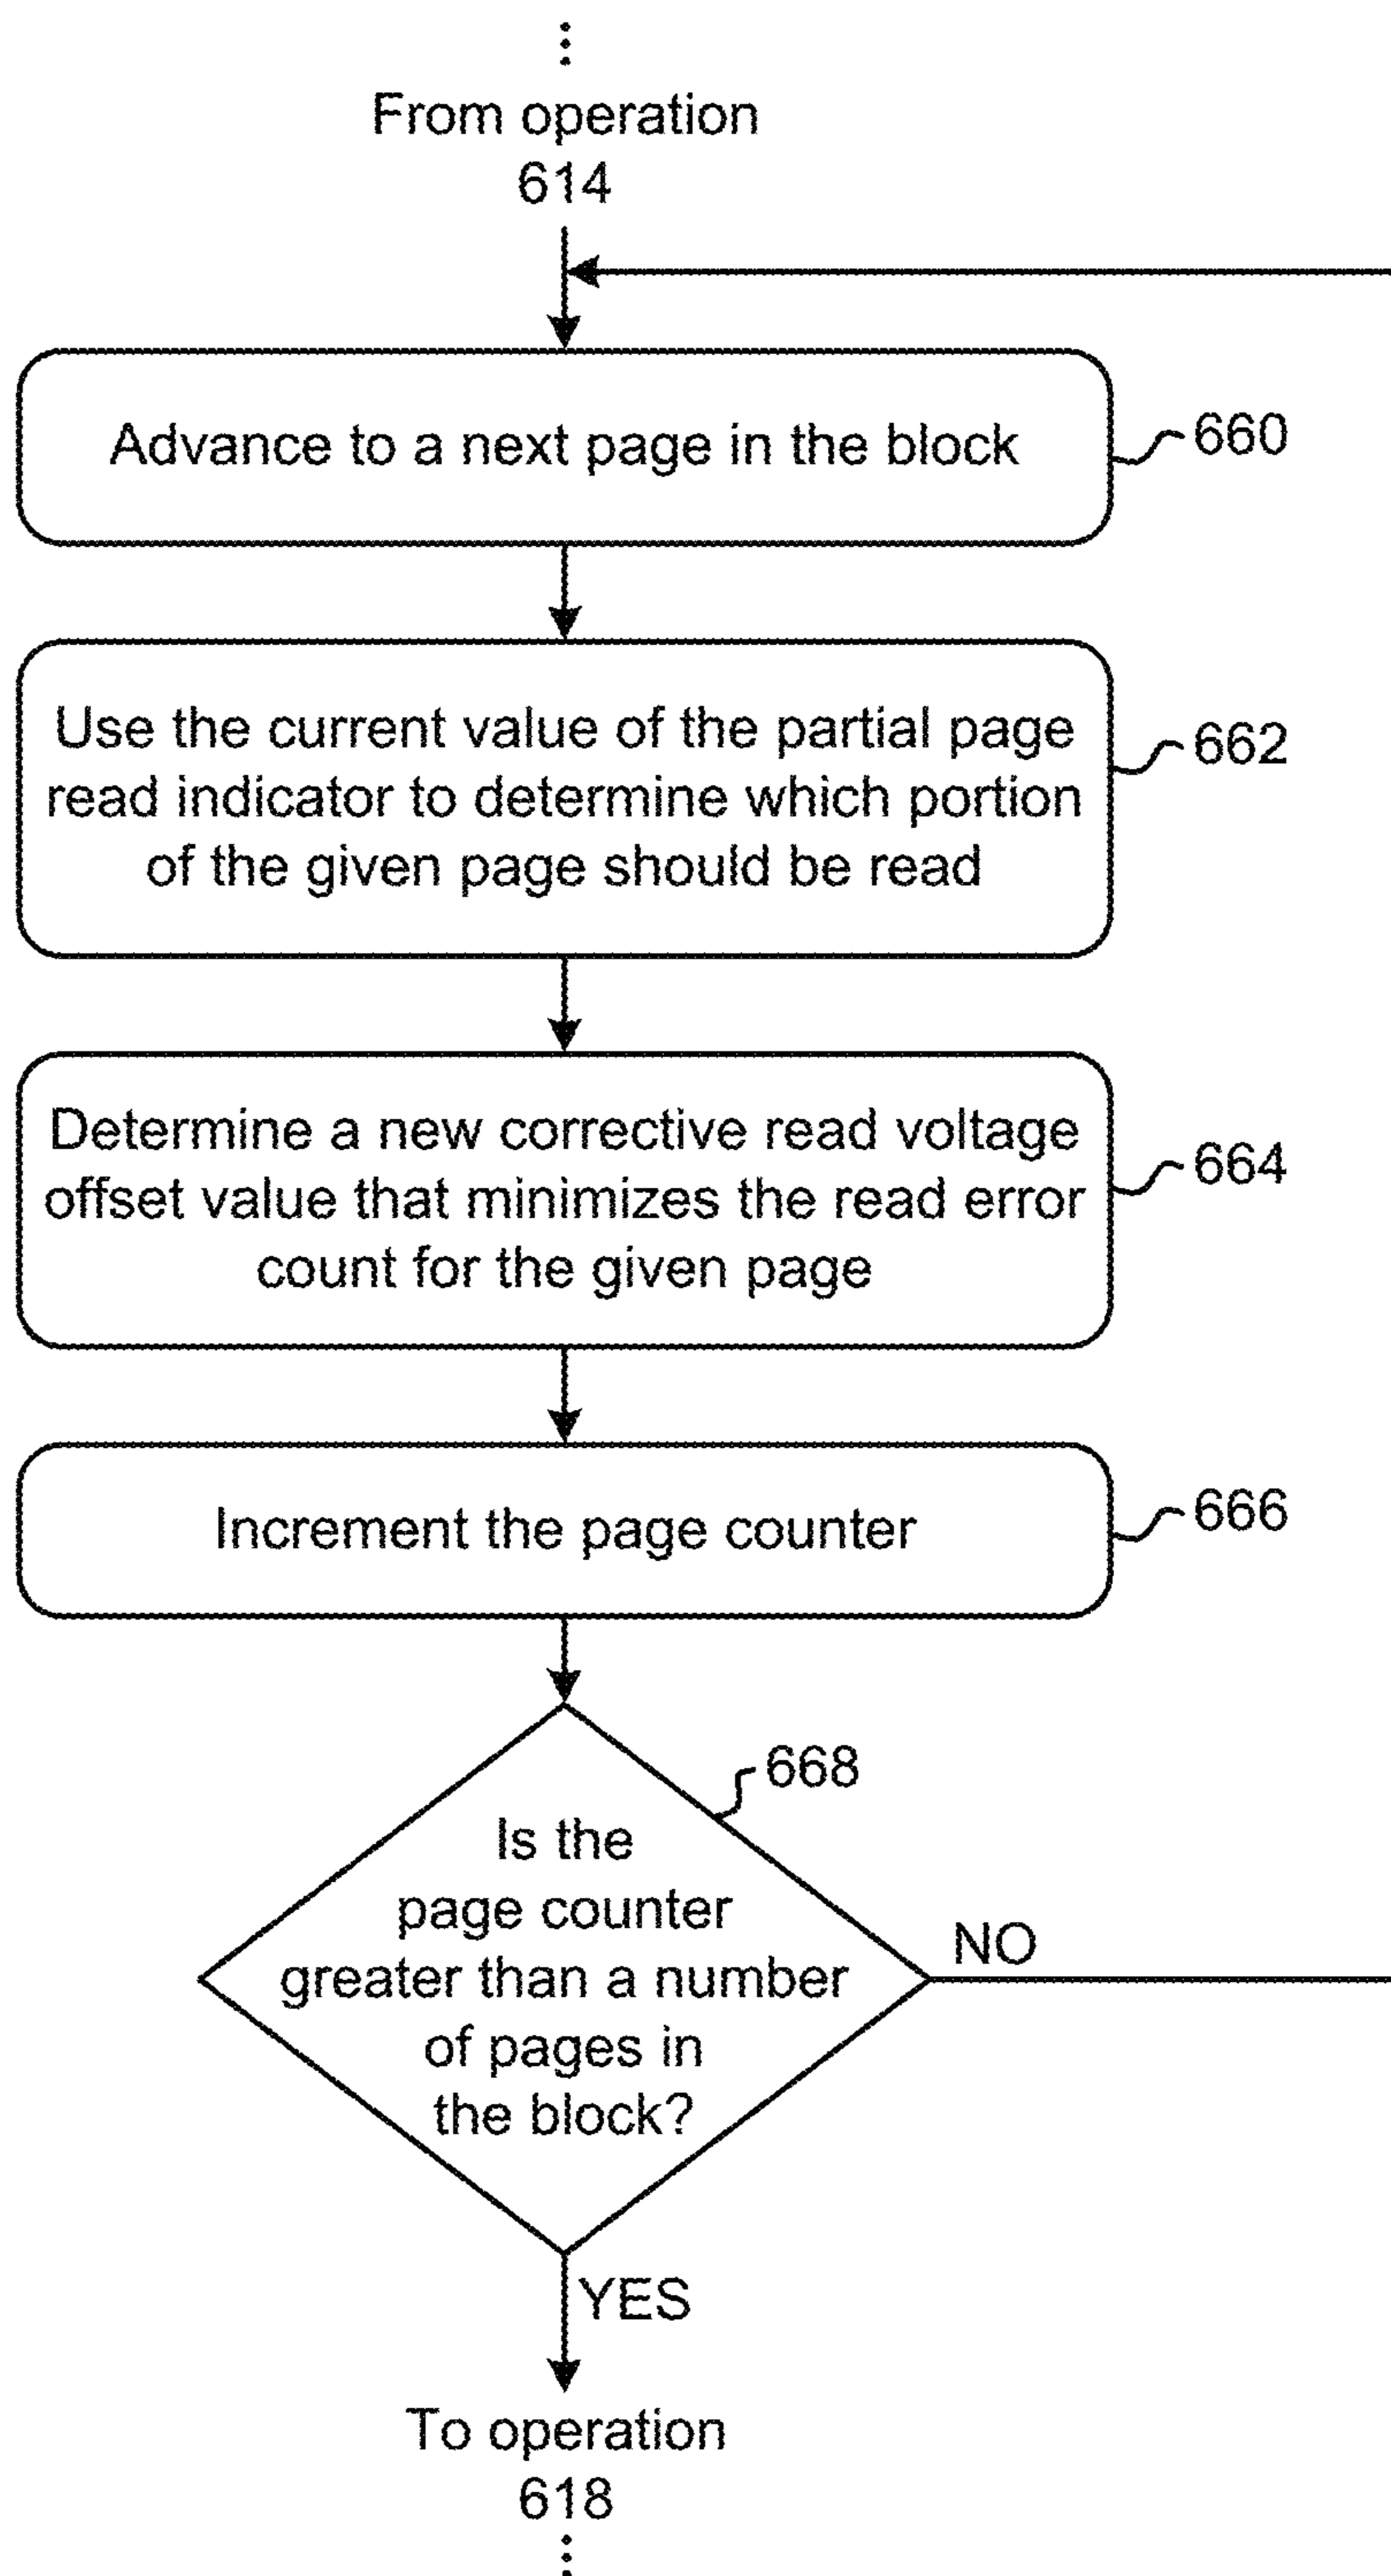 From operation
614
Advance to a next page in the block
660
Use the current value of the partial page
read indicator to determine which portion
of the given page should be read
662
Determine a new corrective read voltage
offset value that minimizes the read error
count for the given page
664
Increment the page counter
666
668
Is the
page counter
greater than a number
of pages in
the block?
NO
YES
To operation
618